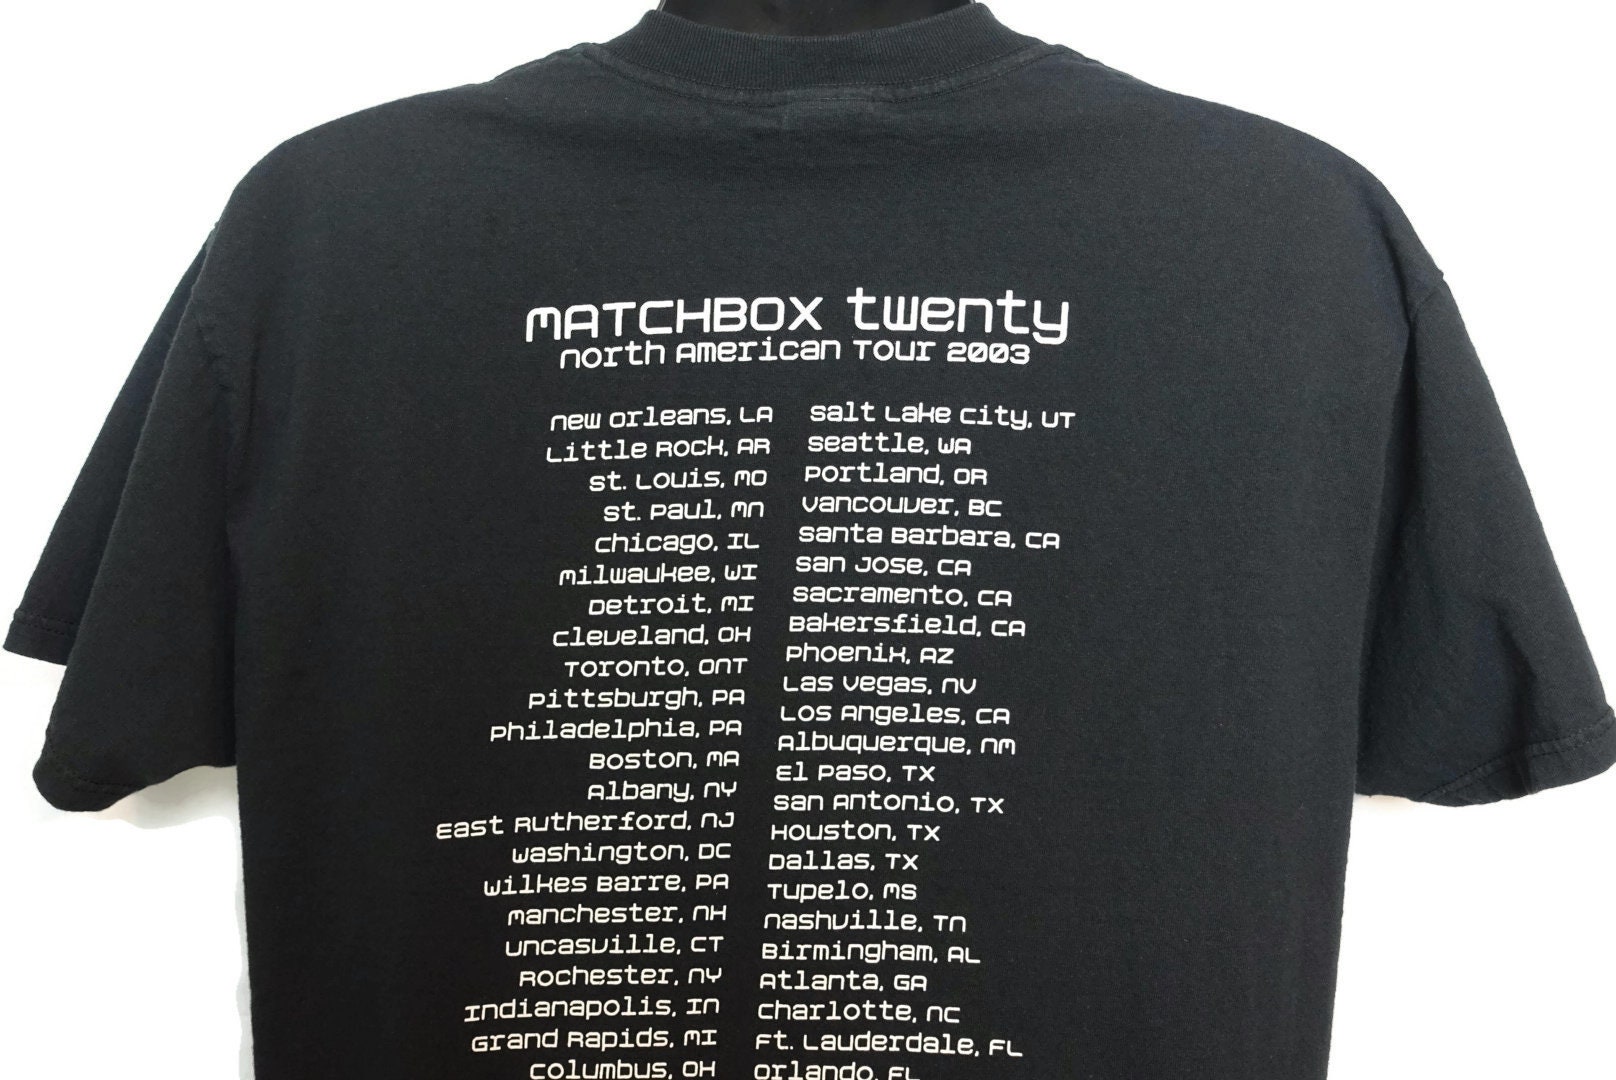 MATCHBOX twenty
north American Tour 2003
new orleans, LA
Little Rock, AR
st. Louis, MO
st. paul, mn
chicago, IL
milwaukee, WI
Detroit, MI
cleveland, OH
Toronto, ONT
pittsburgh, PA
philadelphia, PA
Boston, MA
Albany, NY
East Rutherford, NJ
washington, DC
wilkes Barre, PA
manchester, NH
uncasville, CT
Rochester, NY
Indianapolis, IN
Grand Rapids, MI
columbus, OH
salt Lake city, UT
seattle, WA
portland, OR
vancouver, BC
santa Barbara, CA
san Jose, CA
sacramento, CA
Bakersfield, CA
phoenix, AZ
Las vegas, nv
Los Angeles, CA
Albuquerque, nm
El paso, TX
san Antonio, TX
Houston, TX
Dallas, TX
Tupelo, MS
nashville, Tn
Birmingham, AL
Atlanta, GA
charlotte, nC
Ft. Lauderdale, FL
orlando, FL